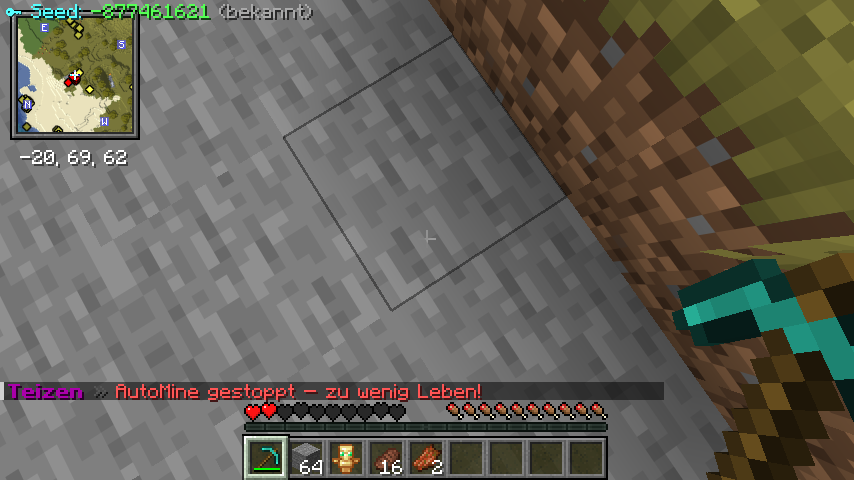 Seed: -877461621 (bekannt)
E
S
N
W
-20, 69, 62
Teizen » AutoMine gestoppt — zu wenig Leben!
64
16
2